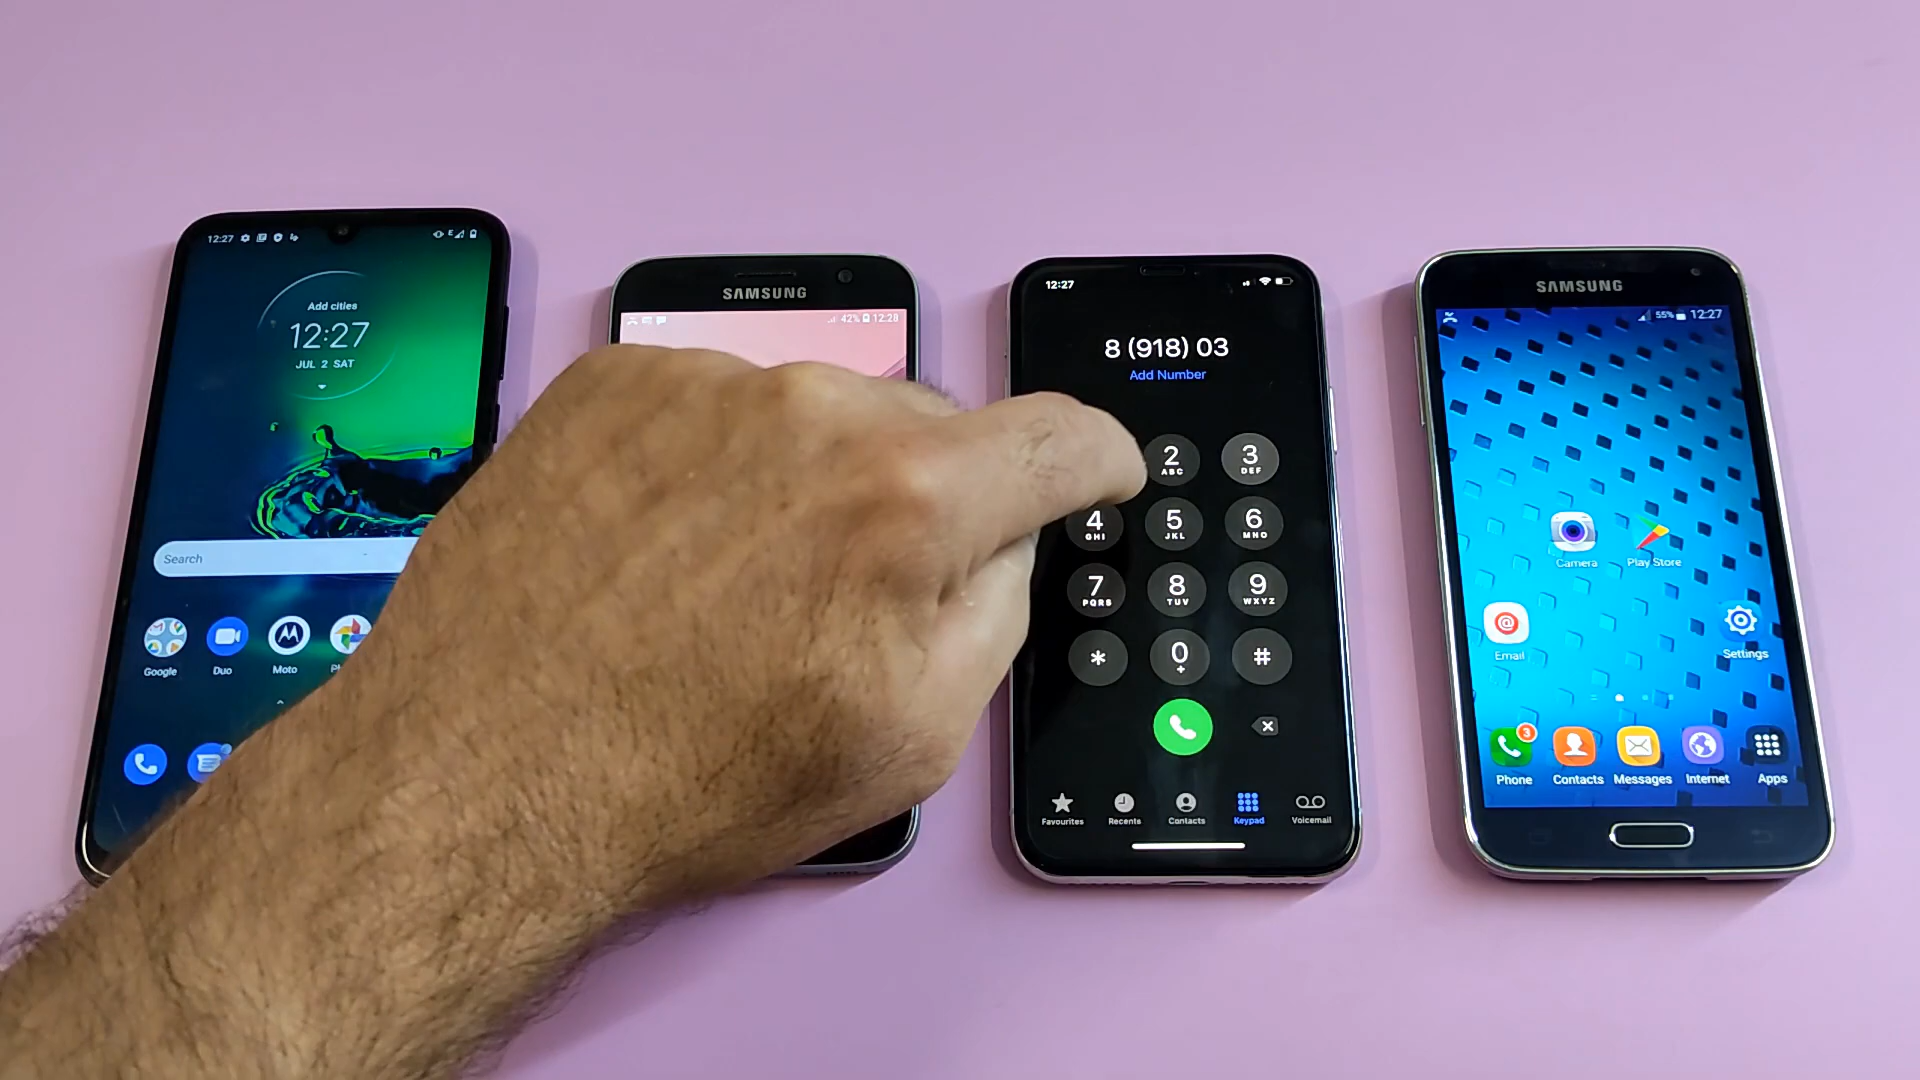 12:27
Add cities
12:27
JUL 2 SAT
Search
Google
Duo
Moto
SAMSUNG
42% 12:28
12:27
8 (918) 03
Add Number
2
ABC
3
DEF
4
GHI
5
JKL
6
MNO
7
PQRS
8
TUV
9
WXYZ
*
0
+
#
Favourites
Recents
Contacts
Keypad
Voicemail
SAMSUNG
55% 12:27
Camera
Play Store
@
Email
Settings
3
Phone
Contacts
Messages
Internet
Apps